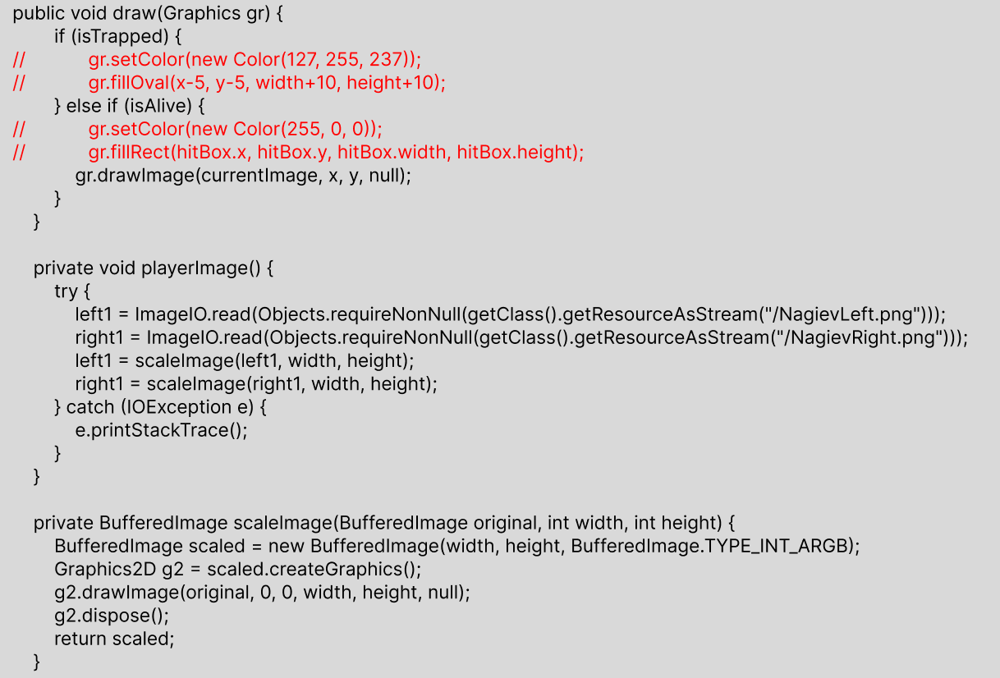 public void draw(Graphics gr) {
if (isTrapped) {
// gr.setColor(new Color(127, 255, 237));
// gr.fillOval(x-5, y-5, width+10, height+10);
} else if (isAlive) {
// gr.setColor(new Color(255, 0, 0));
// gr.fillRect(hitBox.x, hitBox.y, hitBox.width, hitBox.height);
gr.drawImage(currentImage, x, y, null);
}
}
private void playerImage() {
try {
left1 = ImageIO.read(Objects.requireNonNull(getClass().getResourceAsStream("/NagievLeft.png")));
right1 = ImageIO.read(Objects.requireNonNull(getClass().getResourceAsStream("/NagievRight.png")));
left1 = scaleImage(left1, width, height);
right1 = scaleImage(right1, width, height);
} catch (IOException e) {
e.printStackTrace();
}
}
private BufferedImage scaleImage(BufferedImage original, int width, int height) {
BufferedImage scaled = new BufferedImage(width, height, BufferedImage.TYPE_INT_ARGB);
Graphics2D g2 = scaled.createGraphics();
g2.drawImage(original, 0, 0, width, height, null);
g2.dispose();
return scaled;
}